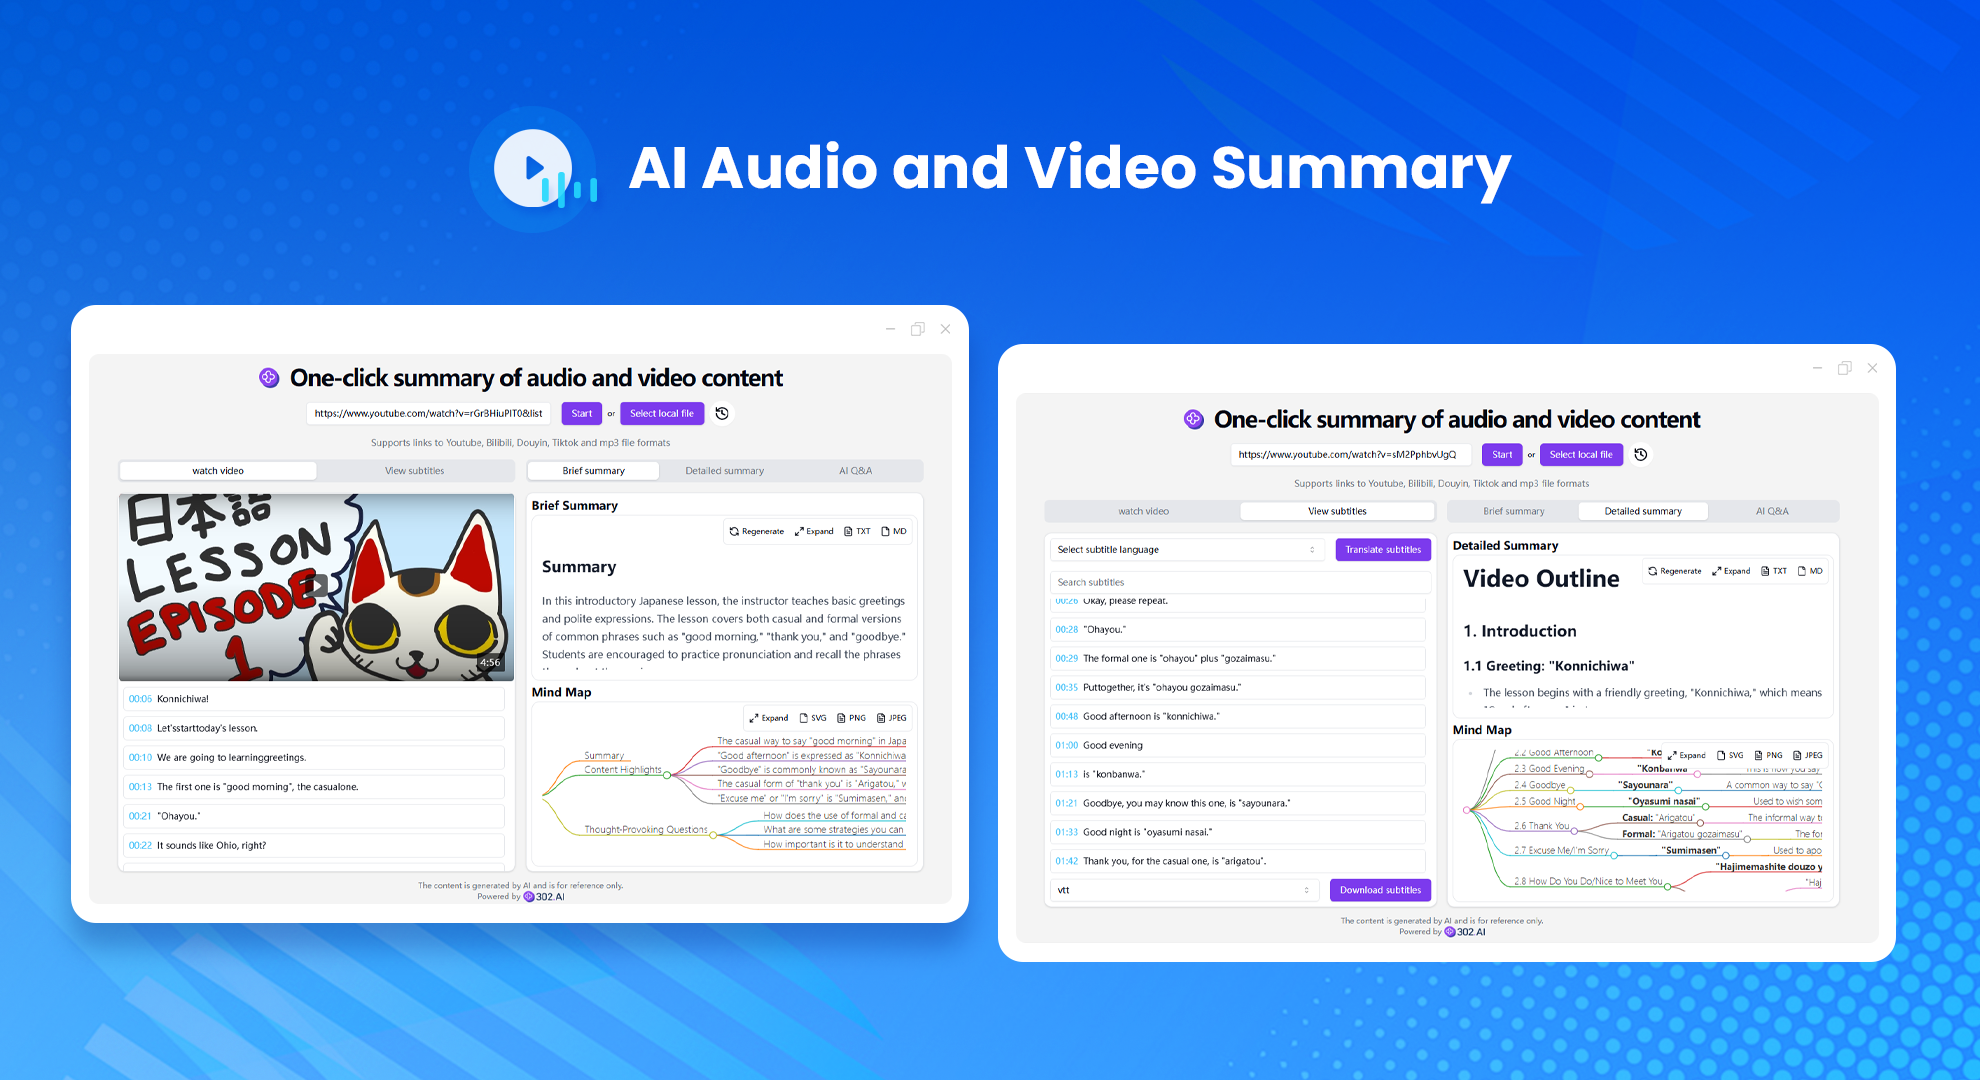 AI Audio and Video Summary
One-click summary of audio and video content
https://www.youtube.com/watch?v=rGrBHiuPlT0&list
Start or Select local file
Supports links to Youtube, Bilibili, Douyin, Tiktok and mp3 file formats
watch video View subtitles
Brief summary Detailed summary AI Q&A
日本語
LESSON
EPISODE
1
4:56
00:06 Konnichiwa!
00:08 Let'sstarttoday's lesson.
00:10 We are going to learninggreetings.
00:13 The first one is "good morning", the casualone.
00:21 "Ohayou."
00:22 It sounds like Ohio, right?
Brief Summary
Regenerate Expand TXT MD
Summary
In this introductory Japanese lesson, the instructor teaches basic greetings
and polite expressions. The lesson covers both casual and formal versions
of common phrases such as "good morning," "thank you," and "goodbye."
Students are encouraged to practice pronunciation and recall the phrases
Mind Map
Expand SVG PNG JPEG
Summary
Content Highlights
The casual way to say "good morning" in Japa
"Good afternoon" is expressed as "Konnichiwa
"Goodbye" is commonly known as "Sayounara
The casual form of "thank you" is "Arigatou,"
"Excuse me" or "I'm sorry" is "Sumimasen," and
Thought-Provoking Questions
How does the use of formal and ca
What are some strategies you can
How important is it to understand
The content is generated by AI and is for reference only.
Powered by 302.AI
One-click summary of audio and video content
https://www.youtube.com/watch?v=sM2PphbvUgQ
Start or Select local file
Supports links to Youtube, Bilibili, Douyin, Tiktok and mp3 file formats
watch video View subtitles
Brief summary Detailed summary AI Q&A
Select subtitle language
Translate subtitles
Search subtitles
00:26 Okay, please repeat.
00:28 "Ohayou."
00:29 The formal one is "ohayou" plus "gozaimasu."
00:35 Puttogether, it's "ohayou gozaimasu."
00:48 Good afternoon is "konnichiwa."
01:00 Good evening
01:13 is "konbanwa."
01:21 Goodbye, you may know this one, is "sayounara."
01:33 Good night is "oyasumi nasai."
01:42 Thank you, for the casual one, is "arigatou".
vtt
Download subtitles
Detailed Summary
Regenerate Expand TXT MD
Video Outline
1. Introduction
1.1 Greeting: "Konnichiwa"
The lesson begins with a friendly greeting, "Konnichiwa," which means
Mind Map
Expand SVG PNG JPEG
2.2 Good Afternoon "Ko
2.3 Good Evening "Konbanwa" This is how you say
2.4 Goodbye "Sayounara" A common way to say "G
2.5 Good Night "Oyasumi nasai" Used to wish som
2.6 Thank You
Casual: "Arigatou" The informal way t
Formal: "Arigatou gozaimasu" The for
2.7 Excuse Me/I'm Sorry "Sumimasen" Used to apo
2.8 How Do You Do/Nice to Meet You "Hajimemashite douzo y
"Haj
The content is generated by AI and is for reference only.
Powered by 302.AI